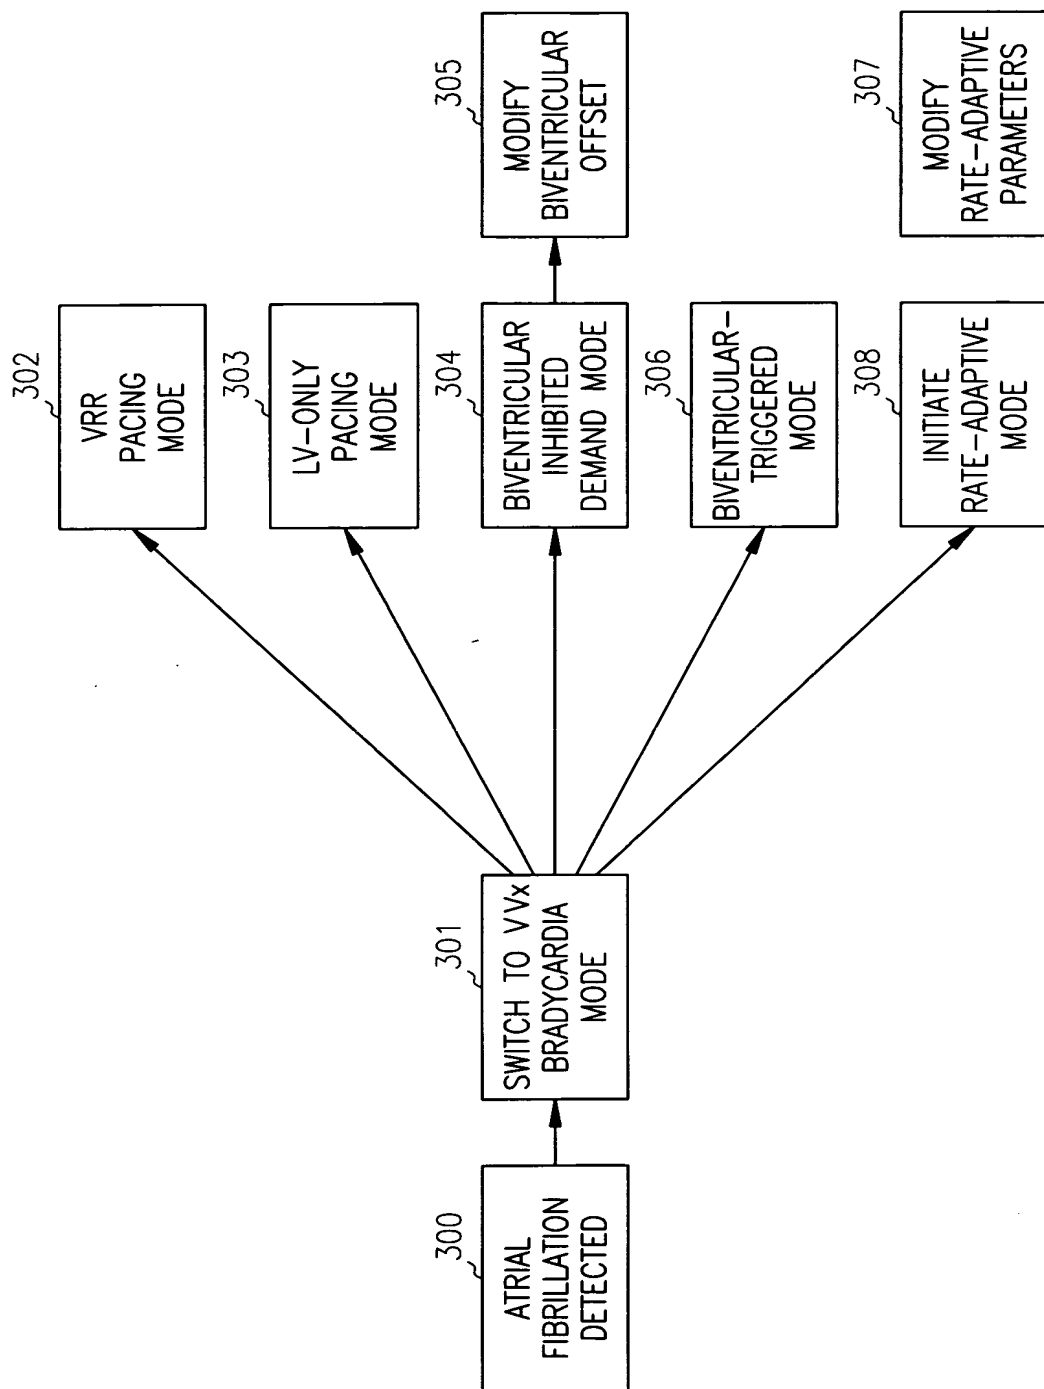 300
ATRIAL
FIBRILLATION
DETECTED
301
SWITCH TO VVx
BRADYCARDIA
MODE
302
VRR
PACING
MODE
303
LV-ONLY
PACING
MODE
304
BIVENTRICULAR
INHIBITED
DEMAND MODE
305
MODIFY
BIVENTRICULAR
OFFSET
306
BIVENTRICULAR-
TRIGGERED
MODE
308
INITIATE
RATE-ADAPTIVE
MODE
307
MODIFY
RATE-ADAPTIVE
PARAMETERS